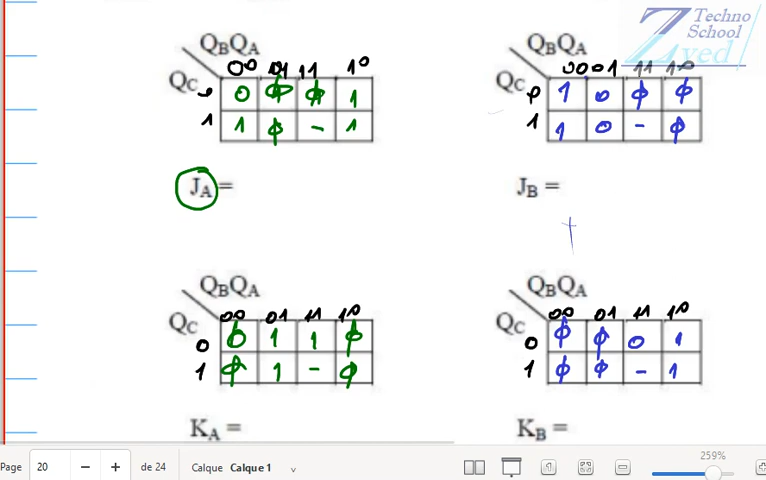 Techno
School
Zyed
QBQA
QBQA
00 01 11 10
00 01 11 10
QC
QC
0 0 ϕ ϕ 1
0 1 0 ϕ ϕ
1 1 ϕ - 1
1 1 0 - ϕ
JA =
JB =
QBQA
QBQA
00 01 11 10
00 01 11 10
QC
QC
0 ϕ 1 1 ϕ
0 ϕ ϕ 0 1
1 ϕ 1 - ϕ
1 ϕ ϕ - 1
KA =
KB =
Page 20 de 24 Calque Calque 1 259%